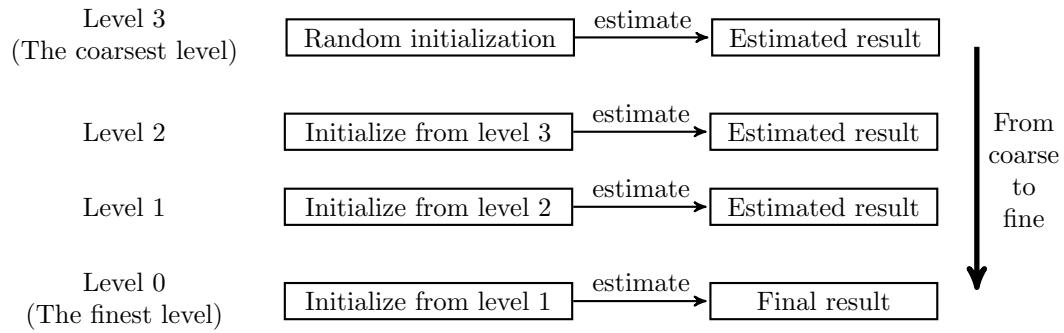 Level 3
(The coarsest level)
Random initialization
estimate
Estimated result
Level 2
Initialize from level 3
estimate
Estimated result
Level 1
Initialize from level 2
estimate
Estimated result
Level 0
(The finest level)
Initialize from level 1
estimate
Final result
From
coarse
to
fine